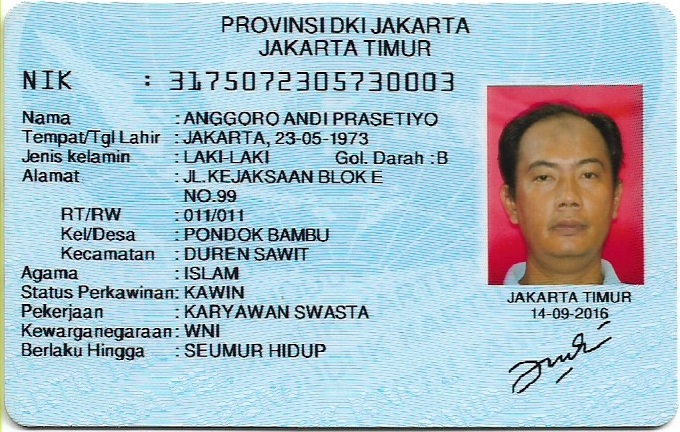 PROVINSI DKI JAKARTA
JAKARTA TIMUR
NIK : 3175072305730003
Nama : ANGGORO ANDI PRASETIYO
Tempat/Tgl Lahir : JAKARTA, 23-05-1973
Jenis kelamin : LAKI-LAKI Gol. Darah : B
Alamat : JL.KEJAKSAAN BLOK E
NO.99
RT/RW : 011/011
Kel/Desa : PONDOK BAMBU
Kecamatan : DUREN SAWIT
Agama : ISLAM
Status Perkawinan: KAWIN
Pekerjaan : KARYAWAN SWASTA
Kewarganegaraan: WNI
Berlaku Hingga : SEUMUR HIDUP
JAKARTA TIMUR
14-09-2016